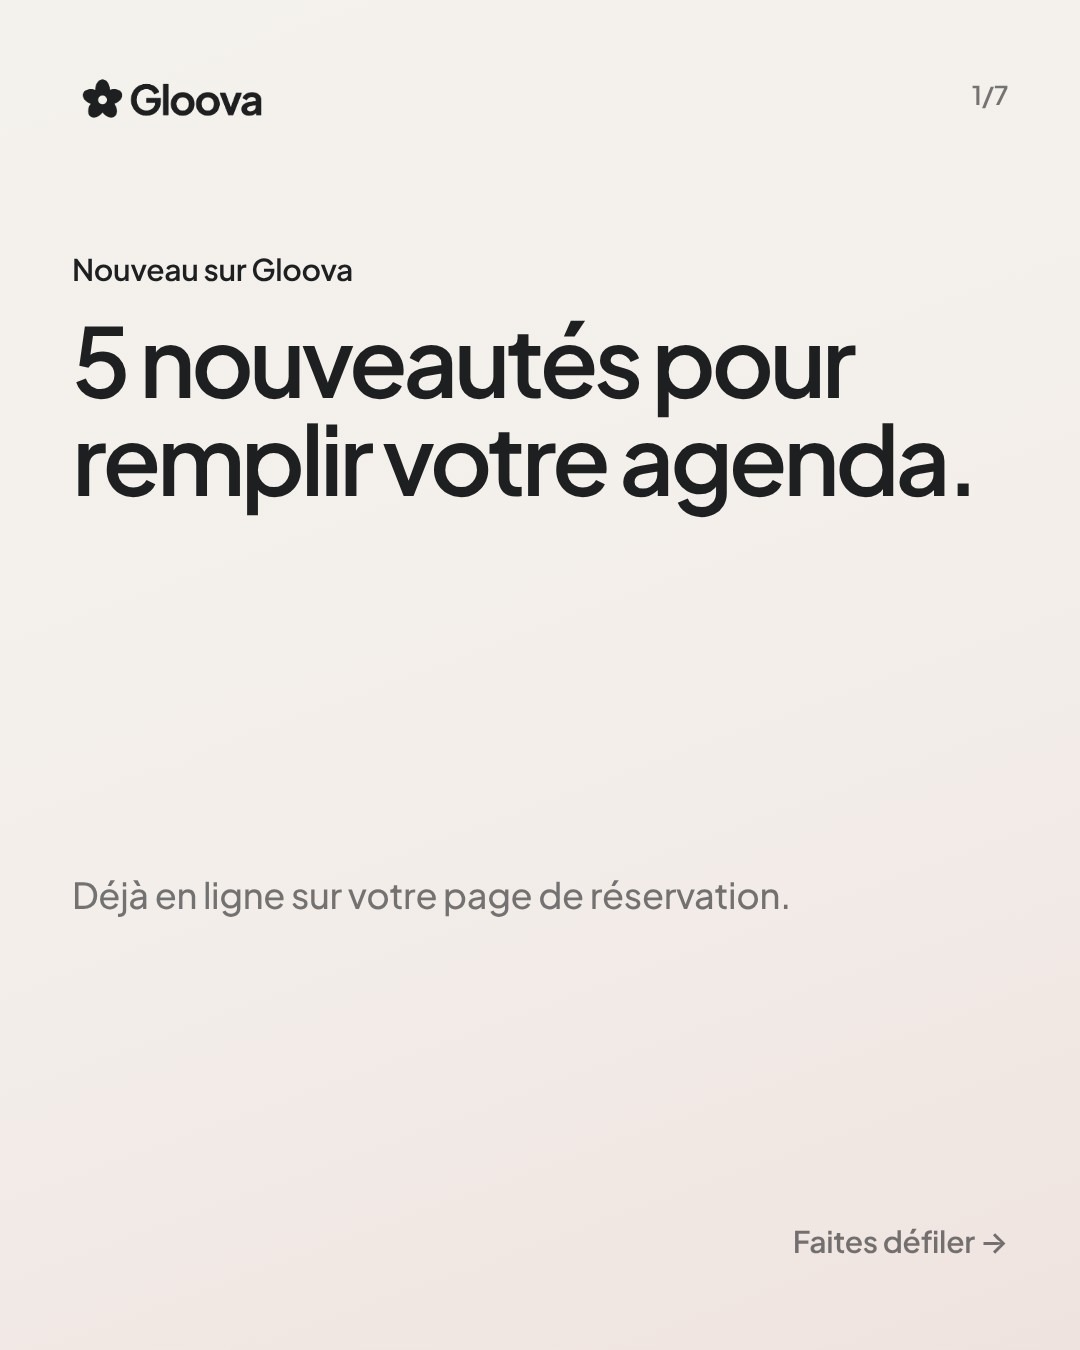 Gloova
1/7
Nouveau sur Gloova
5 nouveautés pour
remplir votre agenda.
Déjà en ligne sur votre page de réservation.
Faites défiler →